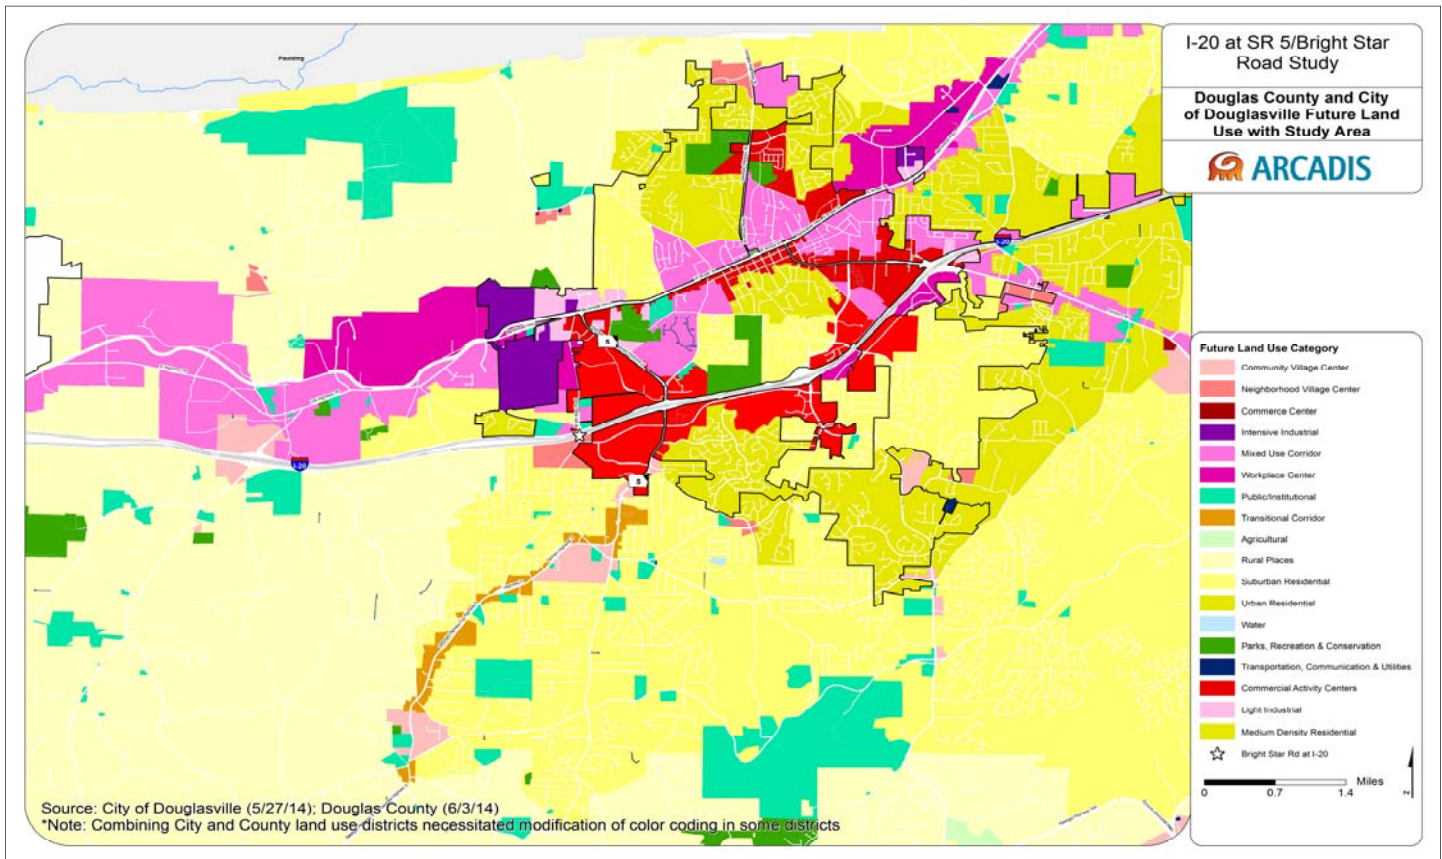 I-20 at SR 5/Bright Star
Road Study
Douglas County and City
of Douglasville Future Land
Use with Study Area
ARCADIS
Paulding
I-20
6
I-20
5
Future Land Use Category
Community Village Center
Neighborhood Village Center
Commerce Center
Intensive Industrial
Mixed Use Corridor
Workplace Center
Public/Institutional
Transitional Corridor
Agricultural
Rural Places
Suburban Residential
Urban Residential
Water
Parks, Recreation & Conservation
Transportation, Communication & Utilities
Commercial Activity Centers
Light Industrial
Medium Density Residential
Bright Star Rd at I-20
Miles
0 0.7 1.4
N
Source: City of Douglasville (5/27/14); Douglas County (6/3/14)
*Note: Combining City and County land use districts necessitated modification of color coding in some districts